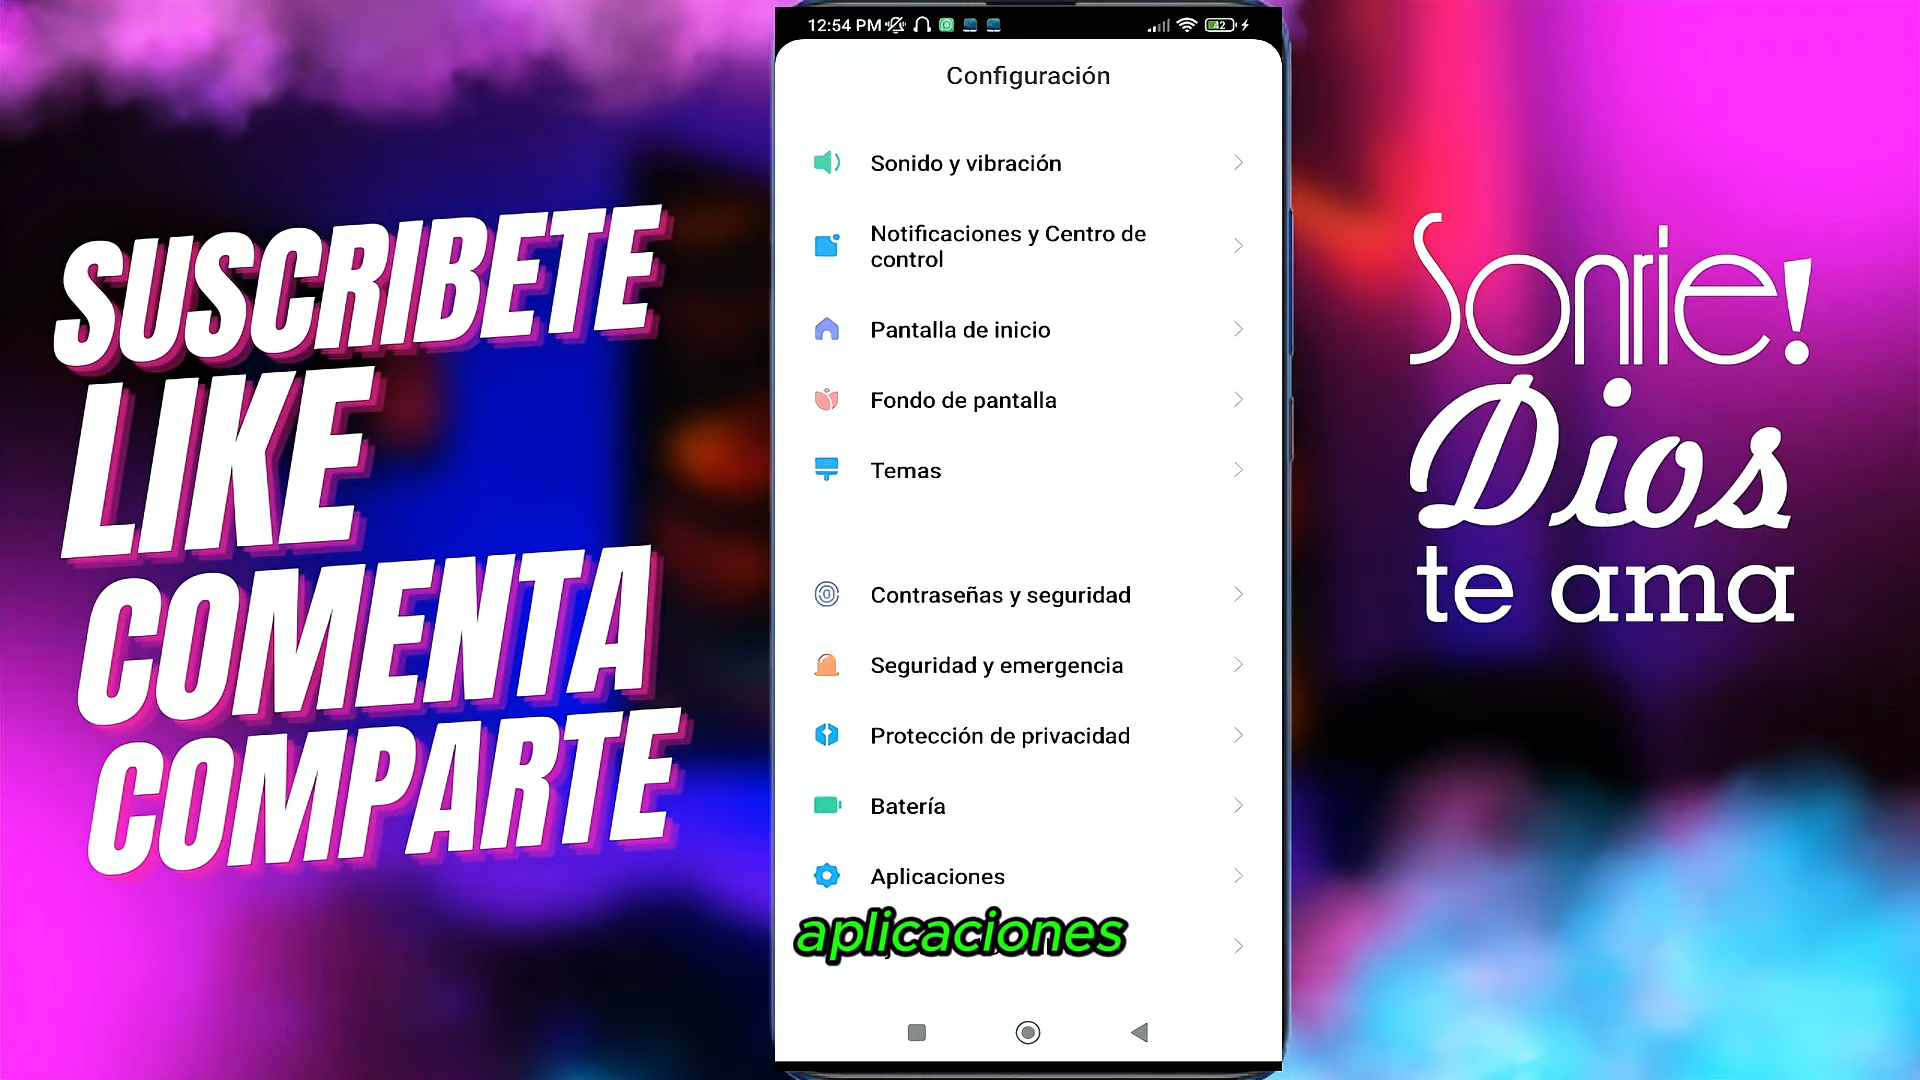 SUSCRIBETE
LIKE
COMENTA
COMPARTE
12:54 PM
42
Configuración
Sonido y vibración
Notificaciones y Centro de
control
Pantalla de inicio
Fondo de pantalla
Temas
Contraseñas y seguridad
Seguridad y emergencia
Protección de privacidad
Batería
Aplicaciones
aplicaciones
Sonrie!
Dios
te ama